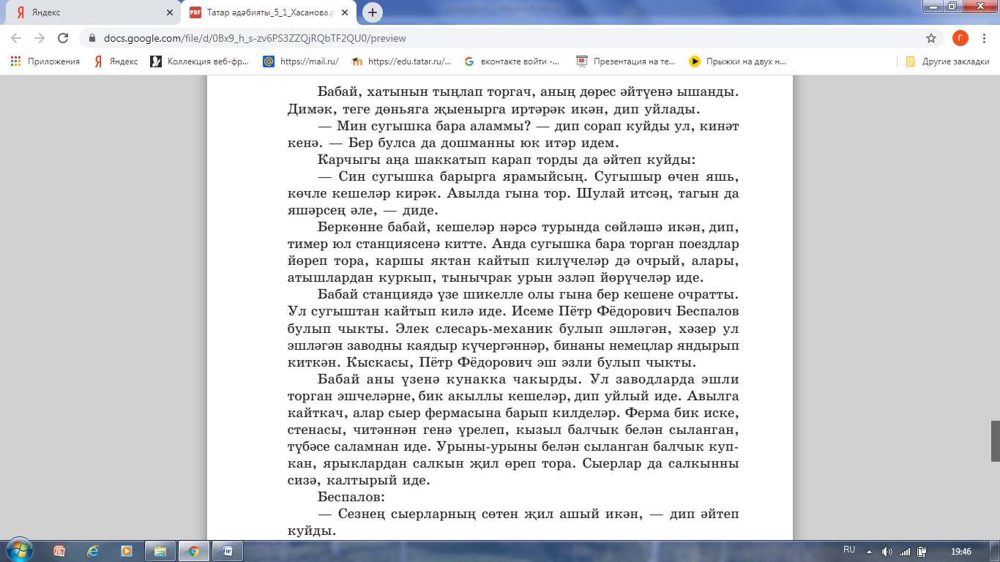 Яндекс
Татар әдәбияты_5_1_Хасанова.p
docs.google.com/file/d/0Bx9_h_s-zv6PS3ZZQjRQbTF2QU0/preview
Г
Приложения
Яндекс
Коллекция веб-фр...
https://mail.ru/
https://edu.tatar.ru/...
вконтакте войти -...
Презентация на те...
Прыжки на двух н...
Другие закладки
Бабай, хатынын тыңлап торгач, аның дөрес әйтүенә ышанды.
Димәк, теге дөньяга җыенырга иртәрәк икән, дип уйлады.
— Мин сугышка бара аламмы? — дип сорап куйды ул, кинәт
кенә. — Бер булса да дошманны юк итәр идем.
Карчыгы аңа шаккатып карап торды да әйтеп куйды:
— Син сугышка барырга ярамыйсың. Сугышыр өчен яшь,
көчле кешеләр кирәк. Авылда гына тор. Шулай итсәң, тагын да
яшәрсең әле, — диде.
Беркөнне бабай, кешеләр нәрсә турында сөйләшә икән, дип,
тимер юл станциясенә китте. Анда сугышка бара торган поездлар
йөреп тора, каршы яктан кайтып килүчеләр дә очрый, алары,
атышлардан куркып, тынычрак урын эзләп йөрүчеләр иде.
Бабай станциядә үзе шикелле олы гына бер кешене очратты.
Ул сугыштан кайтып килә иде. Исеме Пётр Фёдорович Беспалов
булып чыкты. Элек слесарь-механик булып эшләгән, хәзер ул
эшләгән заводны каядыр күчергәннәр, бинаны немецлар яндырып
киткән. Кыскасы, Пётр Фёдорович эш эзли булып чыкты.
Бабай аны үзенә кунакка чакырды. Ул заводларда эшли
торган эшчеләрне, бик акыллы кешеләр, дип уйлый иде. Авылга
кайткач, алар сыер фермасына барып килделәр. Ферма бик иске,
стенасы, читәннән генә үрелеп, кызыл балчык белән сыланган,
түбәсе саламнан иде. Урыны-урыны белән сыланган балчык куп-
кан, ярыклардан салкын җил өреп тора. Сыерлар да салкынны
сизә, калтырый иде.
Беспалов:
— Сезнең сыерларның сөтен җил ашый икән, — дип әйтеп
куйды.
RU
19:46